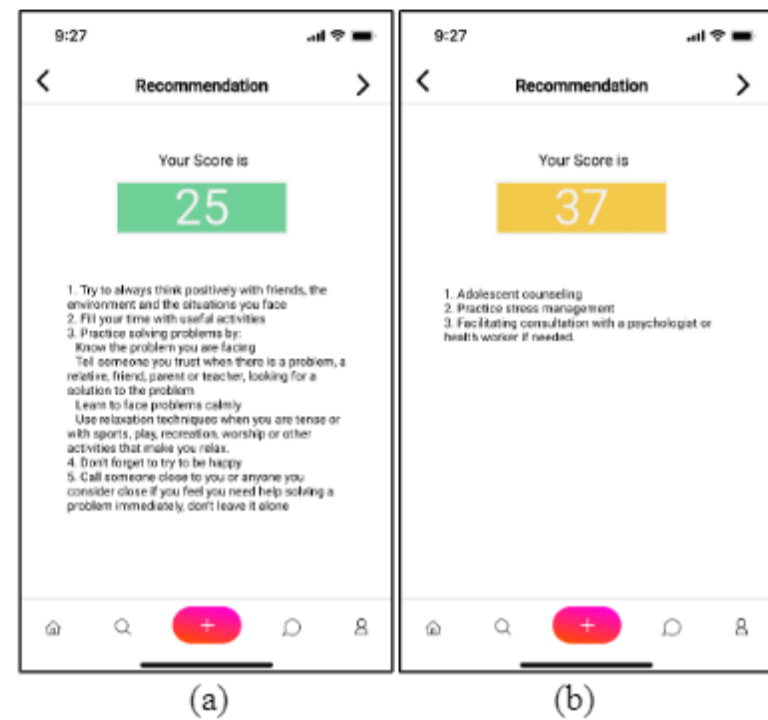 9:27
Recommendation
Your Score is
25
1. Try to always think positively with friends, the
environment and the situations you face
2. Fill your time with useful activities
3. Practice solving problems by:
Know the problem you are facing
Tell someone you trust when there is a problem, a
relative, friend, parent or teacher, looking for a
solution to the problem
Learn to face problems calmly
Use relaxation techniques when you are tense or
with sports, play, recreation, worship or other
activities that make you relax.
4. Don't forget to try to be happy
5. Call someone close to you or anyone you
consider close if you feel you need help solving a
problem immediately, don't leave it alone
(a)
9:27
Recommendation
Your Score is
37
1. Adolescent counseling
2. Practice stress management
3. Facilitating consultation with a psychologist or
health worker if needed.
(b)